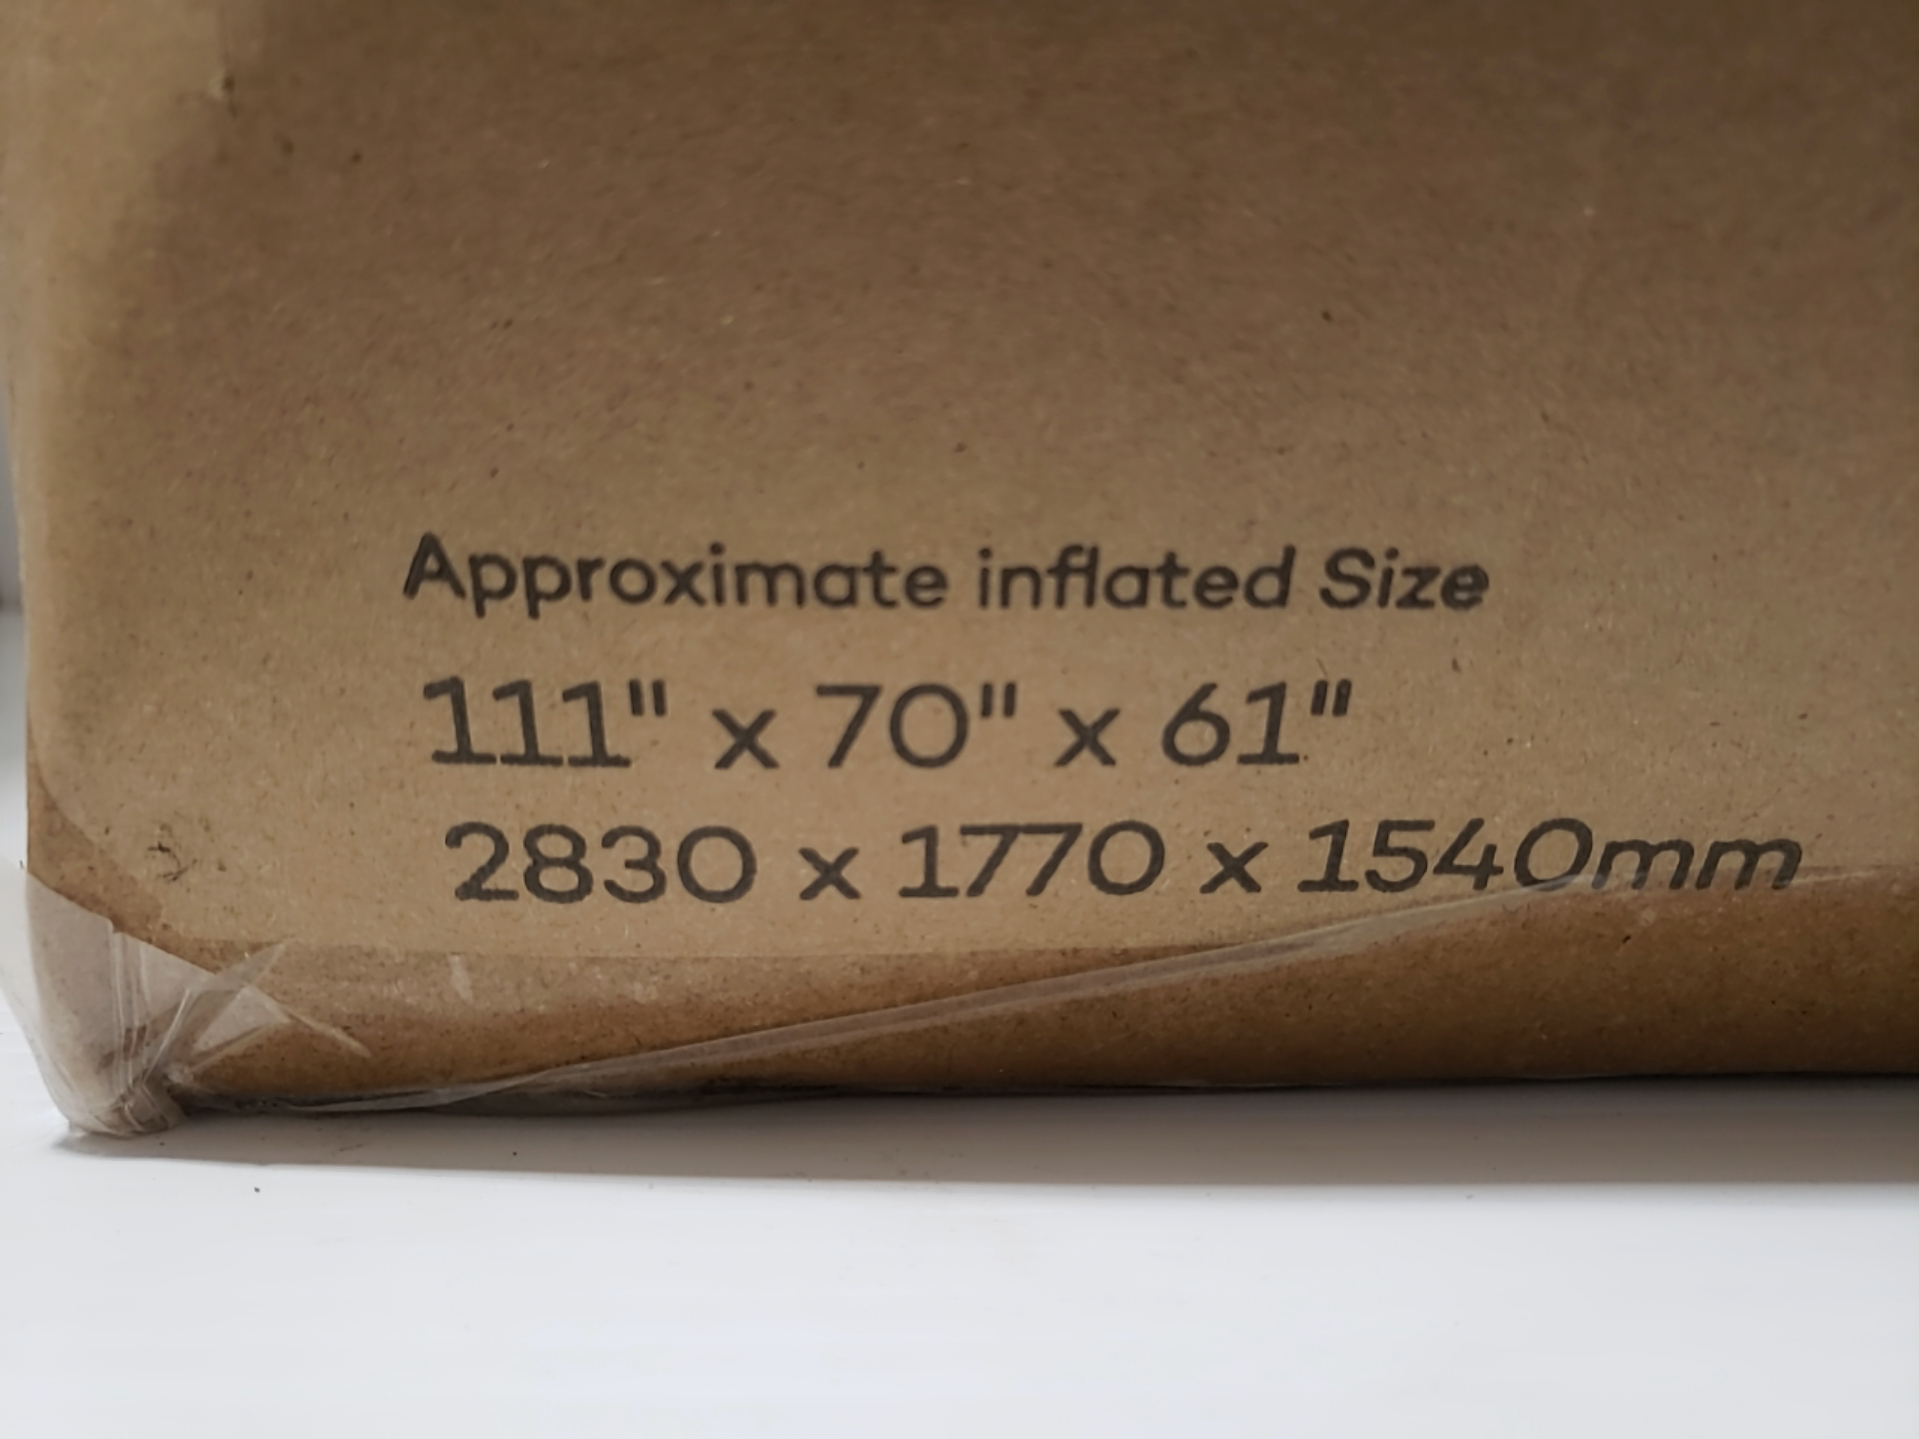 Approximate inflated Size
111" x 70" x 61"
2830 x 1770 x 1540mm